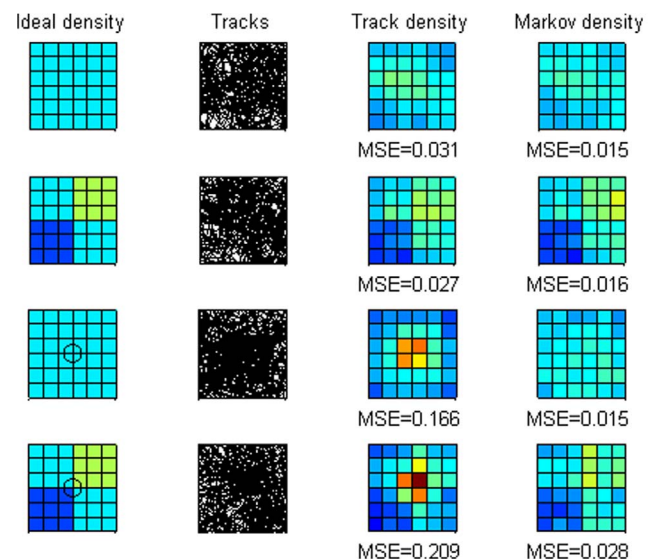 Ideal density Tracks Track density Markov density
MSE=0.031 MSE=0.015
MSE=0.027 MSE=0.016
MSE=0.166 MSE=0.015
MSE=0.209 MSE=0.028